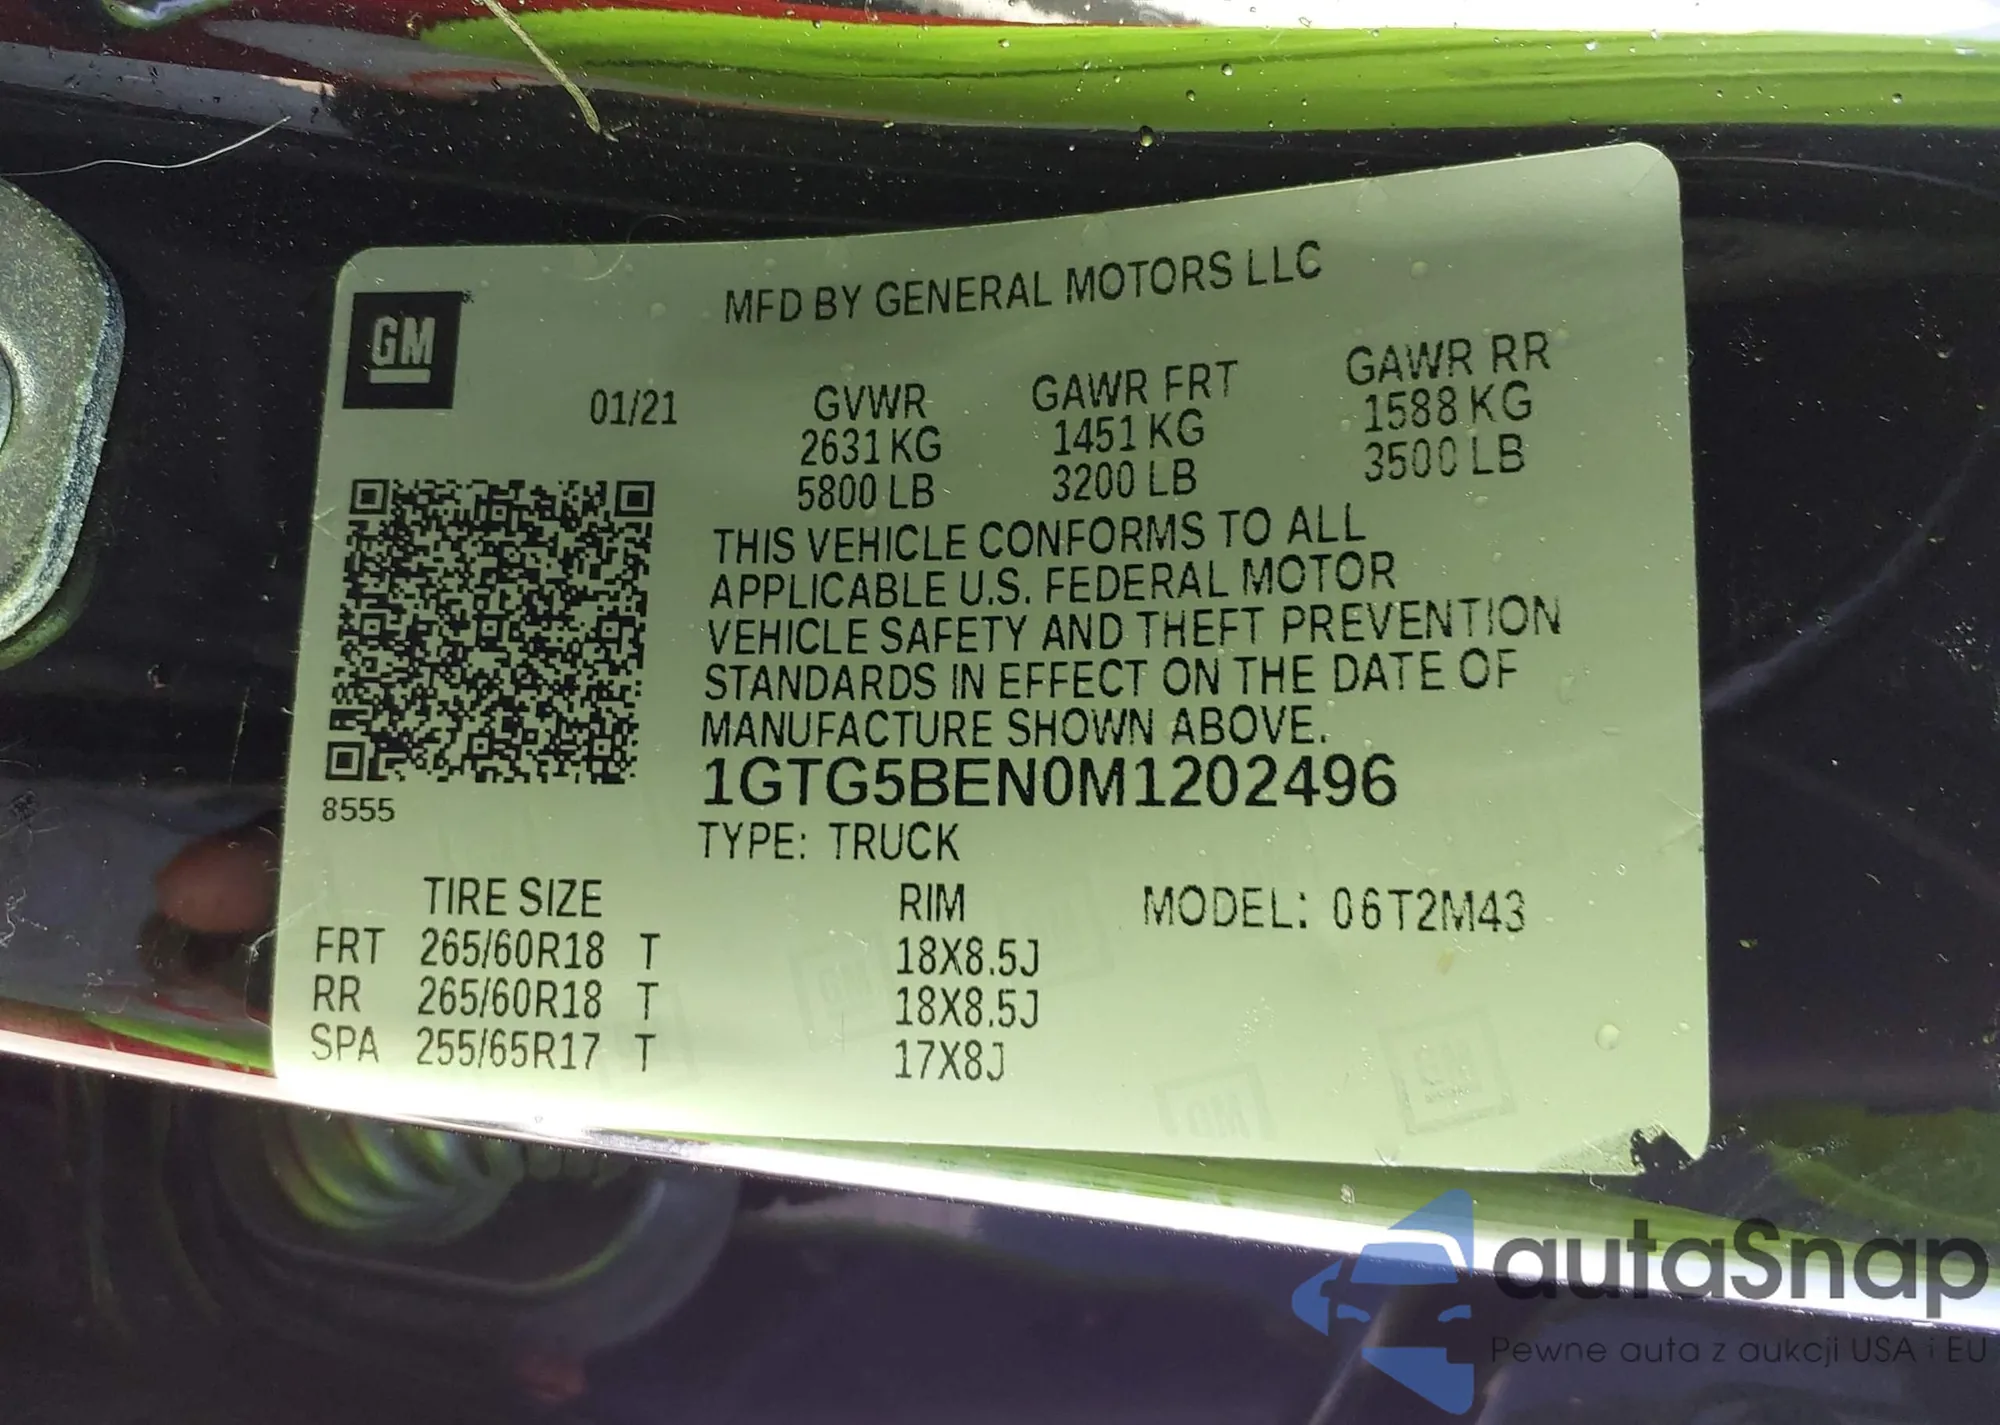 MFD BY GENERAL MOTORS LLC
GM
01/21 GVWR GAWR FRT GAWR RR
2631 KG 1451 KG 1588 KG
5800 LB 3200 LB 3500 LB
THIS VEHICLE CONFORMS TO ALL
APPLICABLE U.S. FEDERAL MOTOR
VEHICLE SAFETY AND THEFT PREVENTION
STANDARDS IN EFFECT ON THE DATE OF
MANUFACTURE SHOWN ABOVE.
1GTG5BEN0M1202496
8555
TYPE: TRUCK
TIRE SIZE RIM MODEL: 06T2M43
FRT 265/60R18 T 18X8.5J
RR 265/60R18 T 18X8.5J
SPA 255/65R17 T 17X8J
autaSnap
Pewne auta z aukcji USA i EU